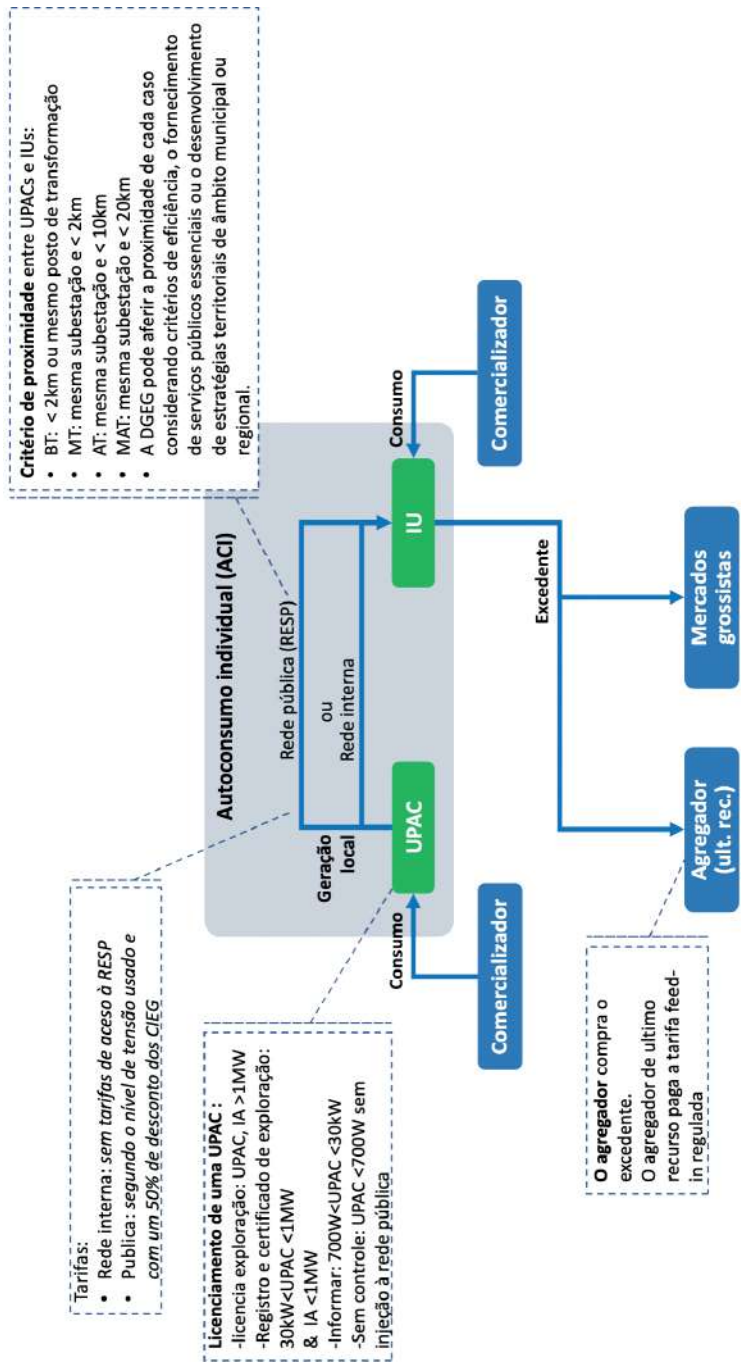 Tarifas:
• Rede interna: sem tarifas de aceso à RESP
• Publica: segundo o nível de tensão usado e
com um 50% de desconto dos CIEG
Critério de proximidade entre UPACs e IUs:
• BT: < 2km ou mesmo posto de transformação
• MT: mesma subestação e < 2km
• AT: mesma subestação e < 10km
• MAT: mesma subestação e < 20km
• A DGEG pode aferir a proximidade de cada caso
considerando critérios de eficiência, o fornecimento
de serviços públicos essenciais ou o desenvolvimento
de estratégias territoriais de âmbito municipal ou
regional.
Licenciamento de uma UPAC :
-licencia exploração: UPAC, IA >1MW
-Registro e certificado de exploração:
30kW<UPAC <1MW
& IA <1MW
-Informar: 700W<UPAC <30kW
-Sem controle: UPAC <700W sem
injeção à rede pública
Autoconsumo individual (ACI)
Rede pública (RESP)
ou
Rede interna
Geração
local
UPAC
IU
Consumo
Comercializador
Consumo
Comercializador
Excedente
O agregador compra o
excedente.
O agregador de ultimo
recurso paga a tarifa feed-
in regulada
Agregador
(ult. rec.)
Mercados
grossistas